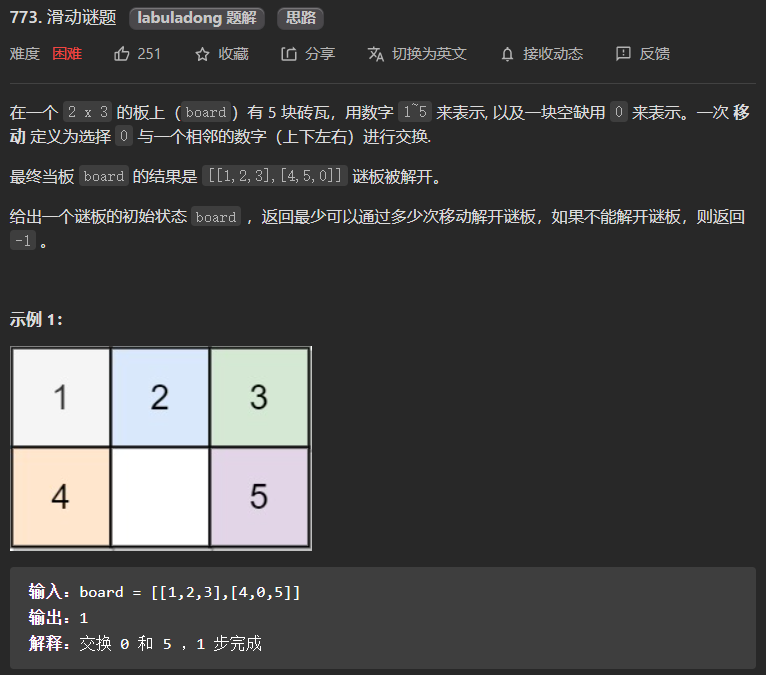 773. 滑动谜题 labuladong 题解 思路
难度 困难 251 收藏 分享 切换为英文 接收动态 反馈
在一个 2 x 3 的板上（board）有 5 块砖瓦，用数字 1~5 来表示, 以及一块空缺用 0 来表示。一次 移
动 定义为选择 0 与一个相邻的数字（上下左右）进行交换.
最终当板 board 的结果是 [[1,2,3],[4,5,0]] 谜板被解开。
给出一个谜板的初始状态 board ，返回最少可以通过多少次移动解开谜板，如果不能解开谜板，则返回
-1 。
示例 1：
1 2 3
4 5
输入：board = [[1,2,3],[4,0,5]]
输出：1
解释：交换 0 和 5 ，1 步完成